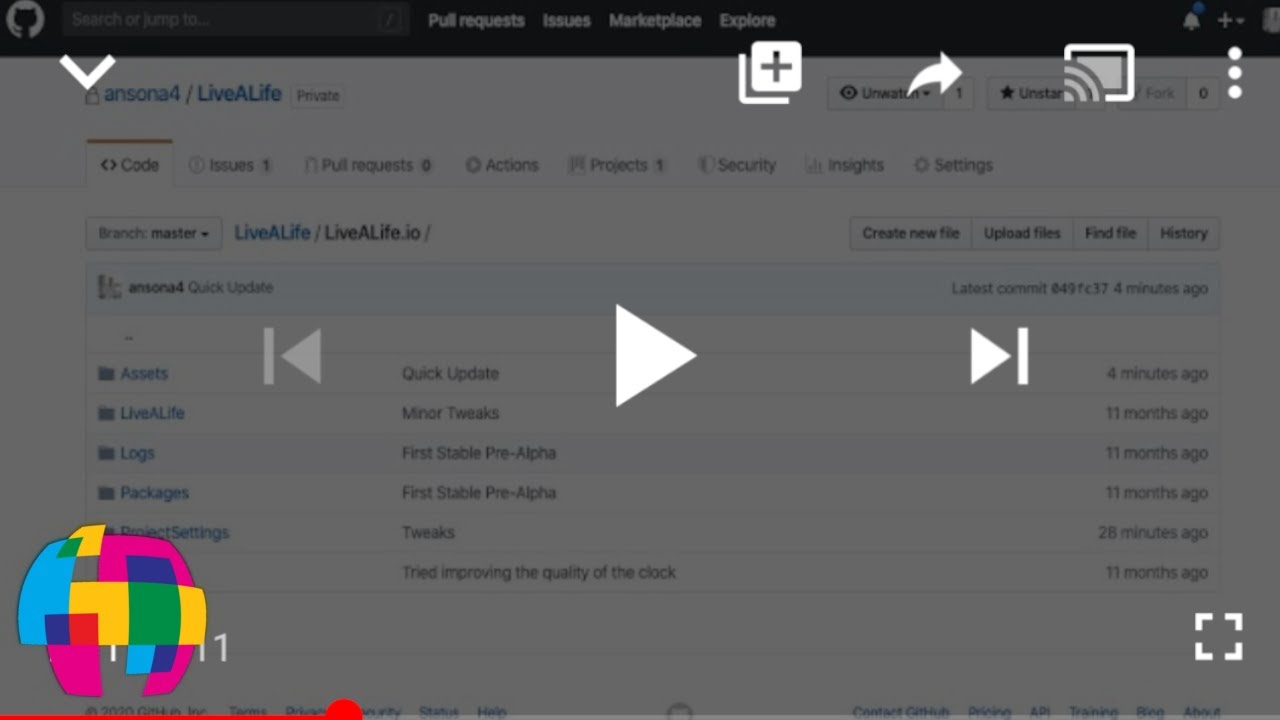 Search or jump to... / Pull requests Issues Marketplace Explore
ansona4 / LiveALife Private Unwatch 1 Unstar Fork 0
Code Issues 1 Pull requests 0 Actions Projects 1 Security Insights Settings
Branch: master LiveALife / LiveALife.io / Create new file Upload files Find file History
ansona4 Quick Update Latest commit 049fc37 4 minutes ago
..
Assets Quick Update 4 minutes ago
LiveALife Minor Tweaks 11 months ago
Logs First Stable Pre-Alpha 11 months ago
Packages First Stable Pre-Alpha 11 months ago
ProjectSettings Tweaks 28 minutes ago
Tried improving the quality of the clock 11 months ago
11
© 2020 GitHub, Inc. Terms Privacy Security Status Help Contact GitHub Pricing API Training Blog About